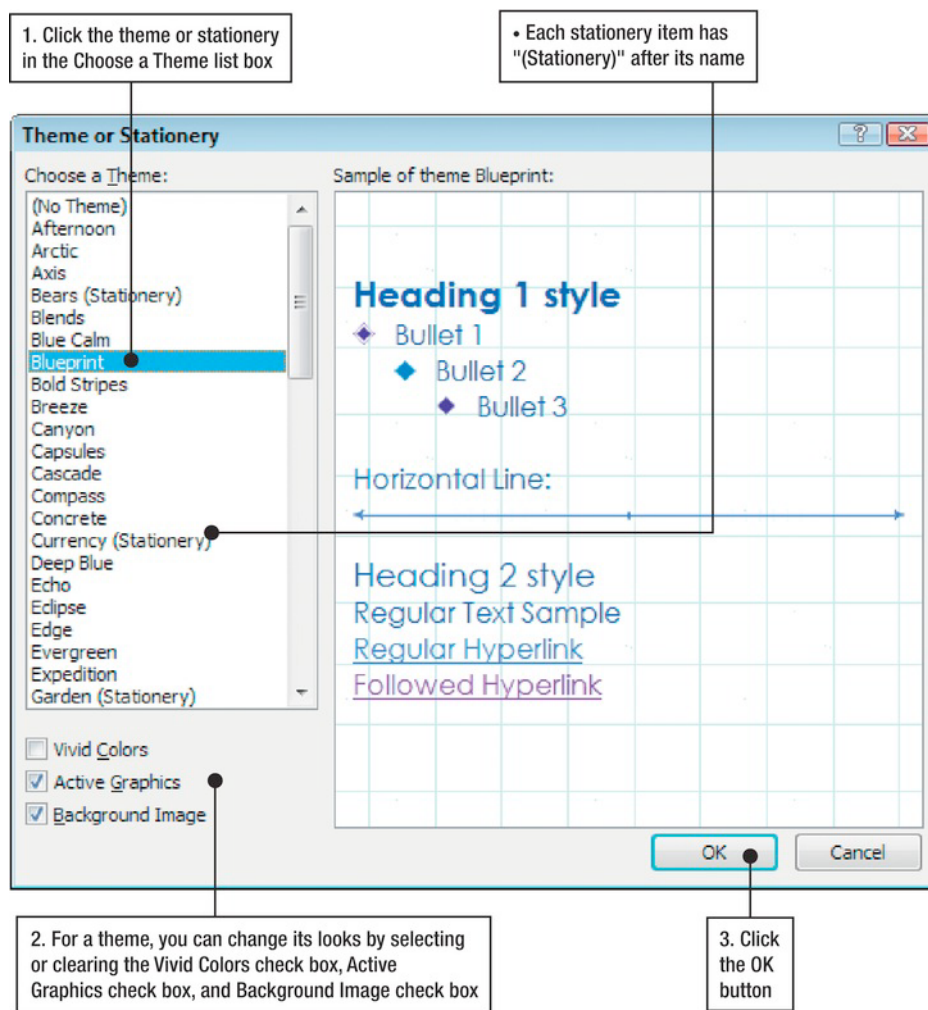 1. Click the theme or stationery
in the Choose a Theme list box
• Each stationery item has
"(Stationery)" after its name
Theme or Stationery
?
Choose a Theme:
(No Theme)
Afternoon
Arctic
Axis
Bears (Stationery)
Blends
Blue Calm
Blueprint
Bold Stripes
Breeze
Canyon
Capsules
Cascade
Compass
Concrete
Currency (Stationery)
Deep Blue
Echo
Eclipse
Edge
Evergreen
Expedition
Garden (Stationery)
Vivid Colors
Active Graphics
Background Image
Sample of theme Blueprint:
Heading 1 style
Bullet 1
Bullet 2
Bullet 3
Horizontal Line:
Heading 2 style
Regular Text Sample
Regular Hyperlink
Followed Hyperlink
OK
Cancel
2. For a theme, you can change its looks by selecting
or clearing the Vivid Colors check box, Active
Graphics check box, and Background Image check box
3. Click
the OK
button